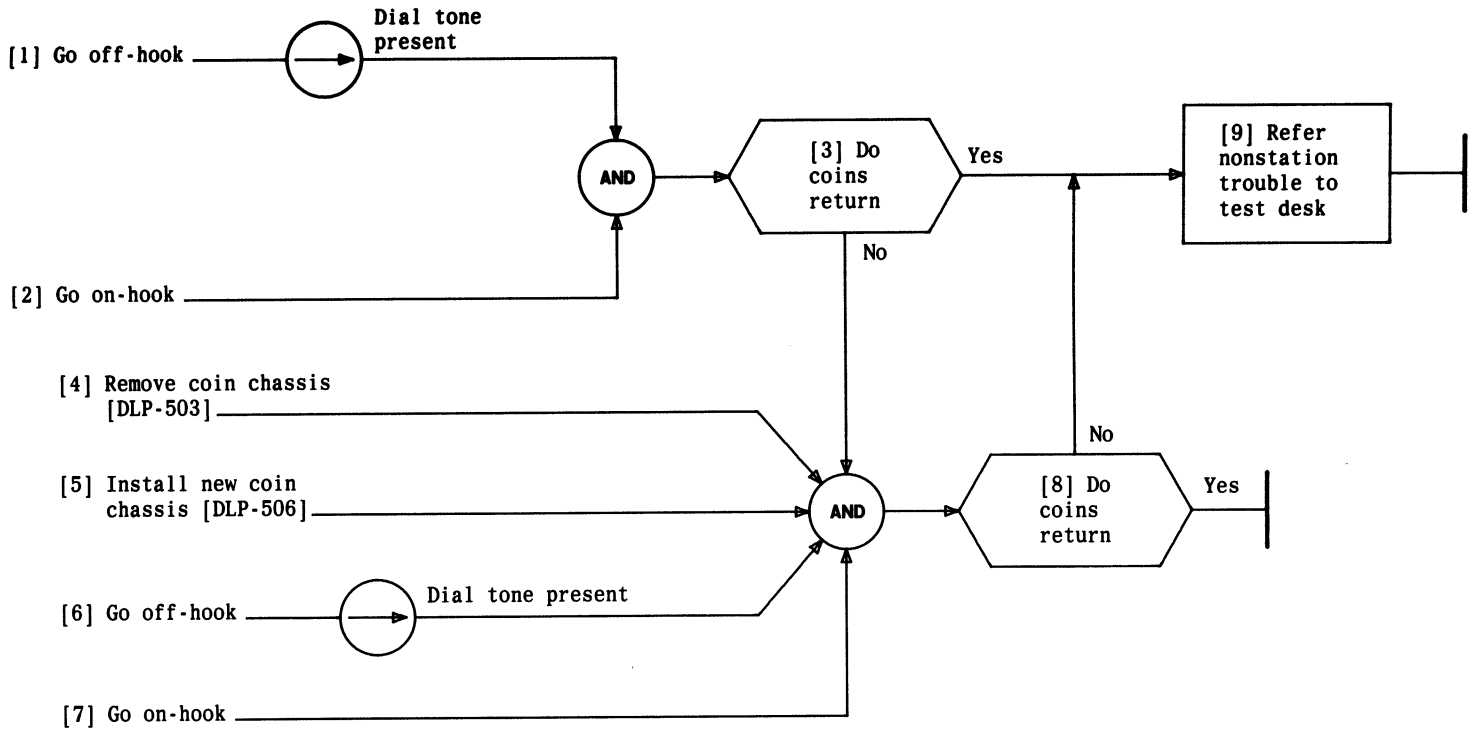 [1] Go off-hook
Dial tone
present
AND
[2] Go on-hook
[3] Do
coins
return
Yes
No
[9] Refer
nonstation
trouble to
test desk
[4] Remove coin chassis
[DLP-503]
[5] Install new coin
chassis [DLP-506]
AND
[6] Go off-hook
Dial tone present
[7] Go on-hook
[8] Do
coins
return
No
Yes